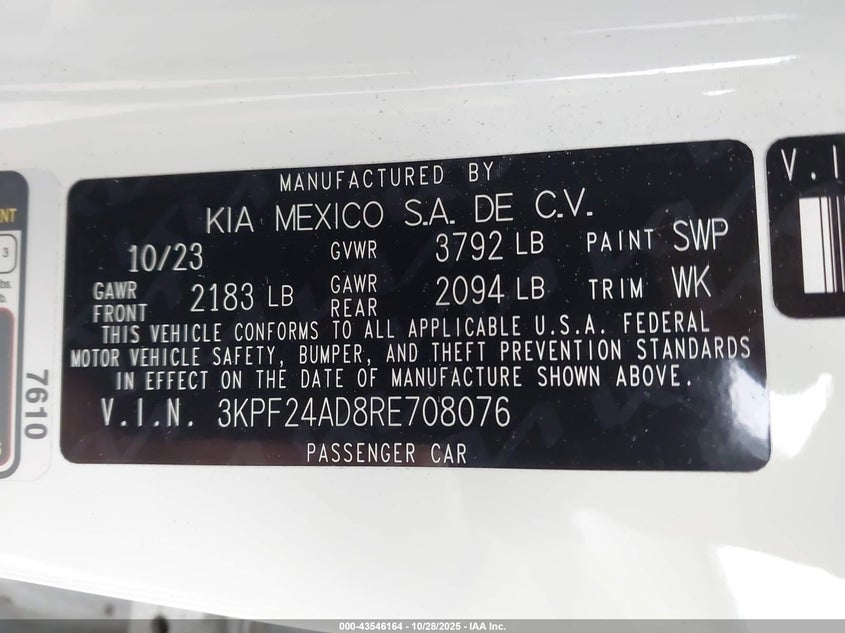 MANUFACTURED BY
KIA MEXICO S.A. DE C.V.
10/23 GVWR 3792 LB PAINT SWP
GAWR FRONT 2183 LB GAWR REAR 2094 LB TRIM WK
THIS VEHICLE CONFORMS TO ALL APPLICABLE U.S.A. FEDERAL
MOTOR VEHICLE SAFETY, BUMPER, AND THEFT PREVENTION STANDARDS
IN EFFECT ON THE DATE OF MANUFACTURE SHOWN ABOVE.
V.I.N. 3KPF24AD8RE708076
PASSENGER CAR
7610
3
V.I
000-43546164 - 10/28/2025 - IAA Inc.